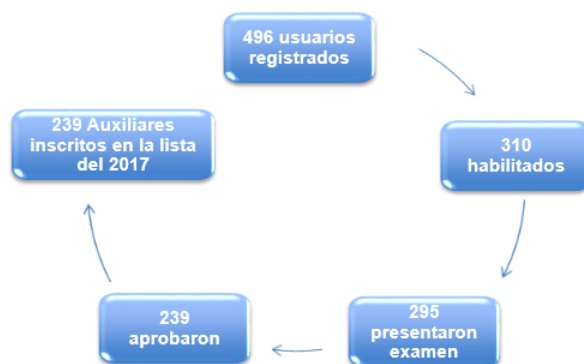 496 usuarios
registrados
310
habilitados
295
presentaron
examen
239
aprobaron
239 Auxiliares
inscritos en la lista
del 2017